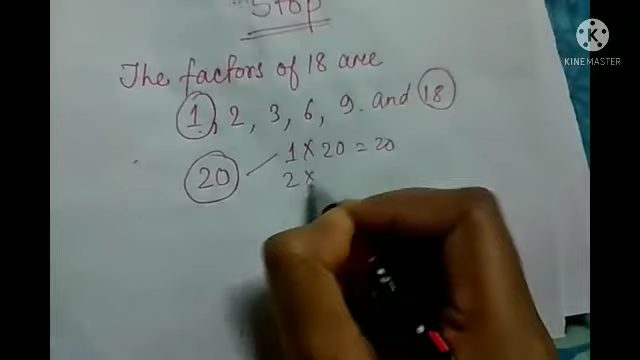 Stop
The factors of 18 are
1, 2, 3, 6, 9. and 18
20 1 × 20 = 20
2 ×
KINEMASTER